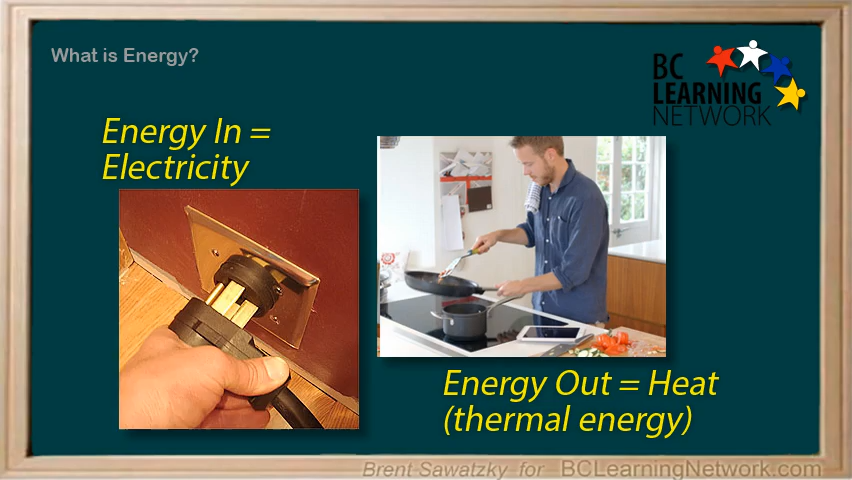 What is Energy?
BC
LEARNING
NETWORK
Energy In =
Electricity
Energy Out = Heat
(thermal energy)
Brent Sawatzky for BCLearningNetwork.com